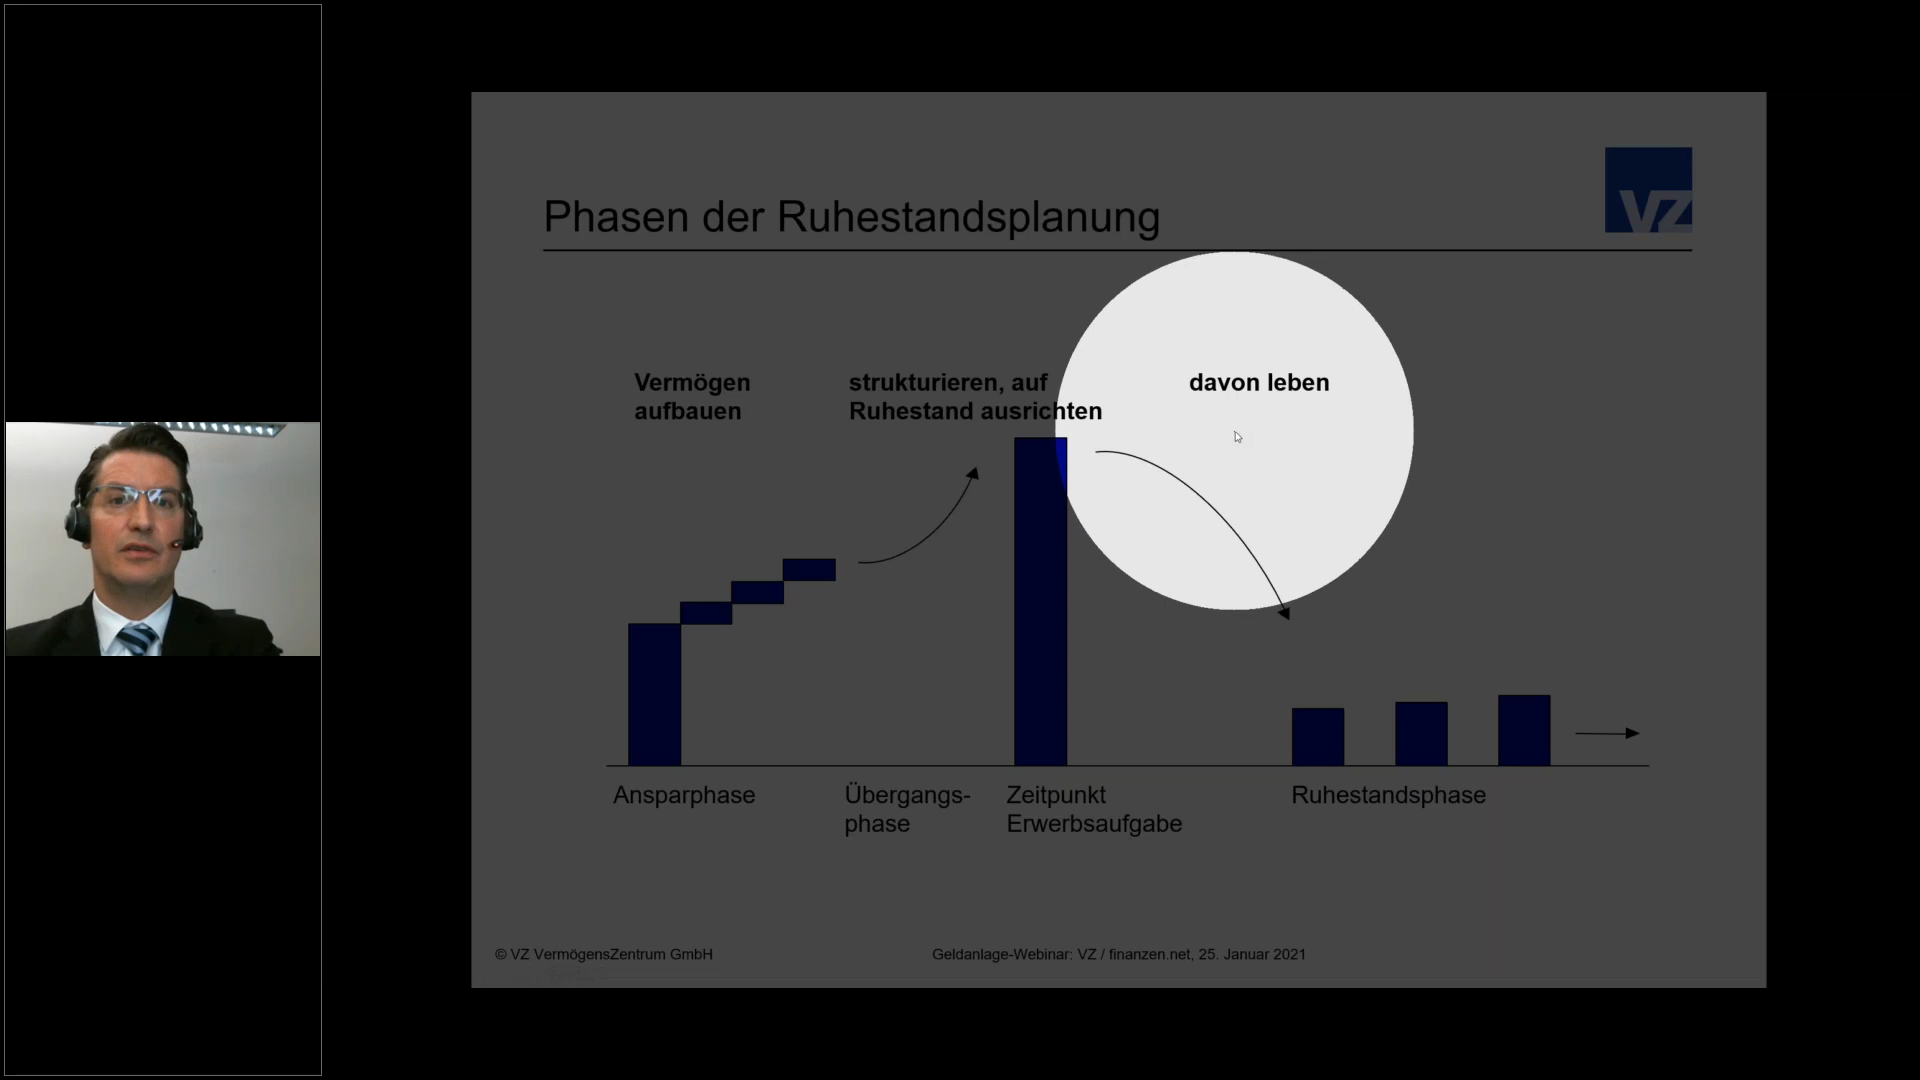 Phasen der Ruhestandsplanung
VZ
Vermögen
aufbauen
strukturieren, auf
Ruhestand ausrichten
davon leben
Ansparphase
Übergangs-
phase
Zeitpunkt
Erwerbsaufgabe
Ruhestandsphase
© VZ VermögensZentrum GmbH
Geldanlage-Webinar: VZ / finanzen.net, 25. Januar 2021